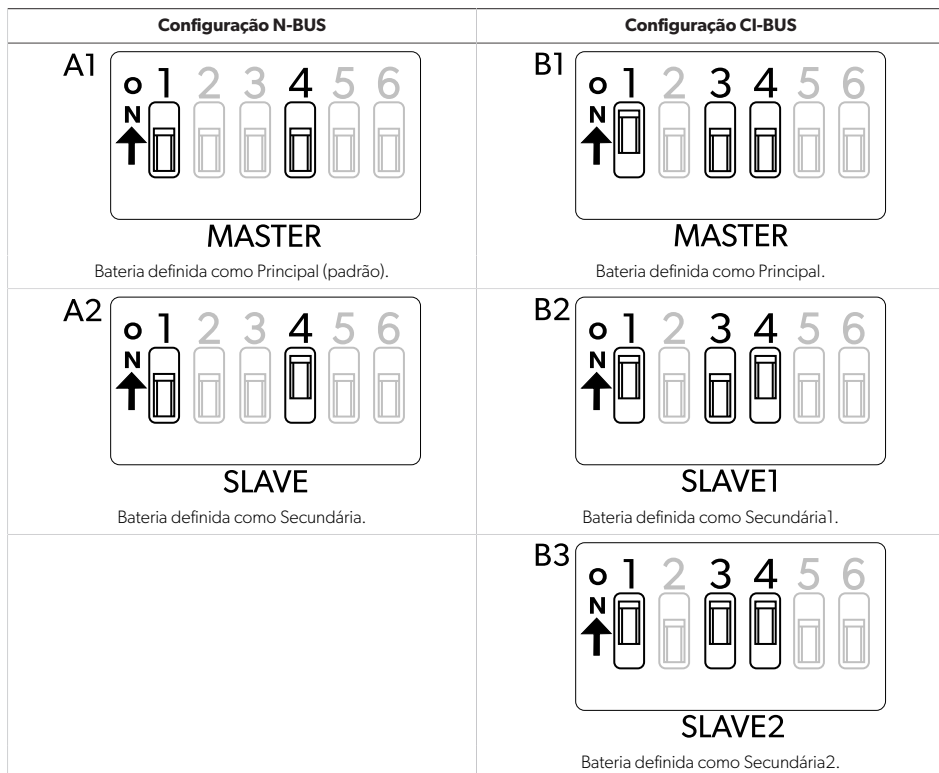 Configuração N-BUS
Configuração CI-BUS
A1
O
N
1 2 3 4 5 6
MASTER
Bateria definida como Principal (padrão).
B1
O
N
1 2 3 4 5 6
MASTER
Bateria definida como Principal.
A2
O
N
1 2 3 4 5 6
SLAVE
Bateria definida como Secundária.
B2
O
N
1 2 3 4 5 6
SLAVE1
Bateria definida como Secundária1.
B3
O
N
1 2 3 4 5 6
SLAVE2
Bateria definida como Secundária2.